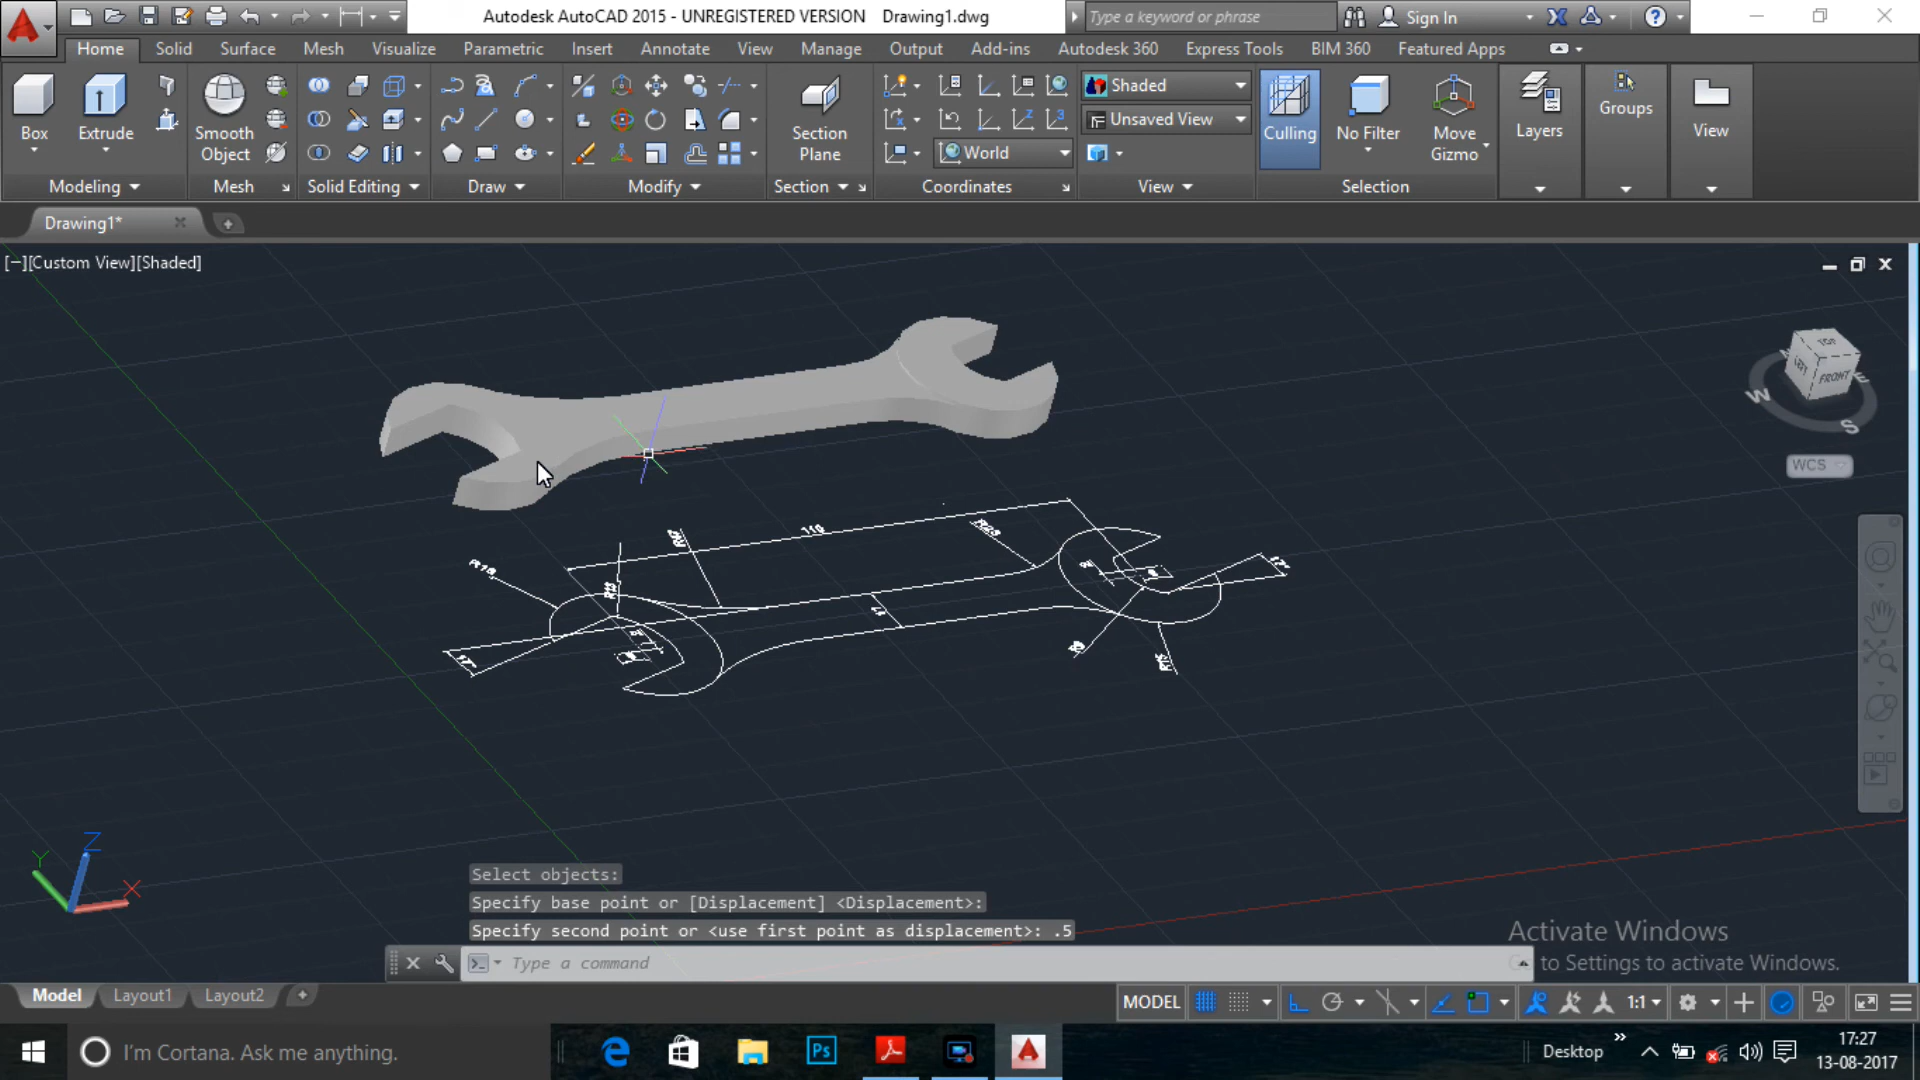 Autodesk AutoCAD 2015 - UNREGISTERED VERSION Drawing1.dwg
Type a keyword or phrase
Sign In
Home Solid Surface Mesh Visualize Parametric Insert Annotate View Manage Output Add-ins Autodesk 360 Express Tools BIM 360 Featured Apps
Box
Extrude
Smooth
Object
Section
Plane
Shaded
Unsaved View
World
Culling
No Filter
Move
Gizmo
Layers
Groups
View
Modeling
Mesh
Solid Editing
Draw
Modify
Section
Coordinates
View
Selection
Drawing1*
[−][Custom View][Shaded]
TOP
LEFT
FRONT
W
S
WCS
Z
Y
X
Select objects:
Specify base point or [Displacement] <Displacement>:
Specify second point or <use first point as displacement>: .5
Type a command
Activate Windows
to Settings to activate Windows.
Model Layout1 Layout2
MODEL
1:1
I'm Cortana. Ask me anything.
Ps
Desktop
17:27
13-08-2017